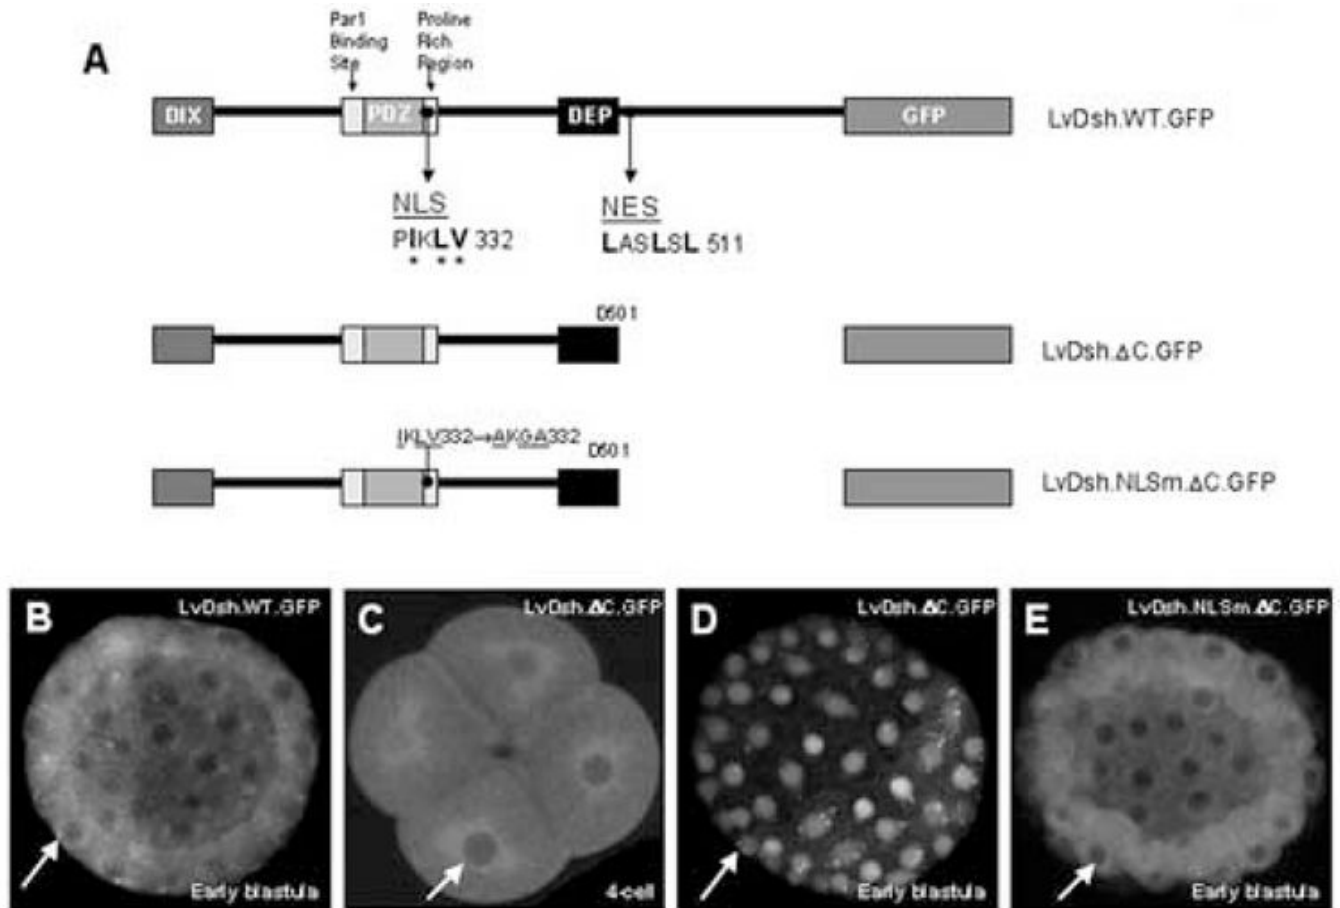 A
Par1
Binding
Site
Proline
Rich
Region
DIX
PDZ
DEP
GFP
LvDsh.WT.GFP
NLS
PIKLV 332
* * *
NES
LASLSL 511
D501
LvDsh.ΔC.GFP
IKLV332→AKGA332
D501
LvDsh.NLSm.ΔC.GFP
B
LvDsh.WT.GFP
Early blastula
C
LvDsh.ΔC.GFP
4-cell
D
LvDsh.ΔC.GFP
Early blastula
E
LvDsh.NLSm.ΔC.GFP
Early blastula